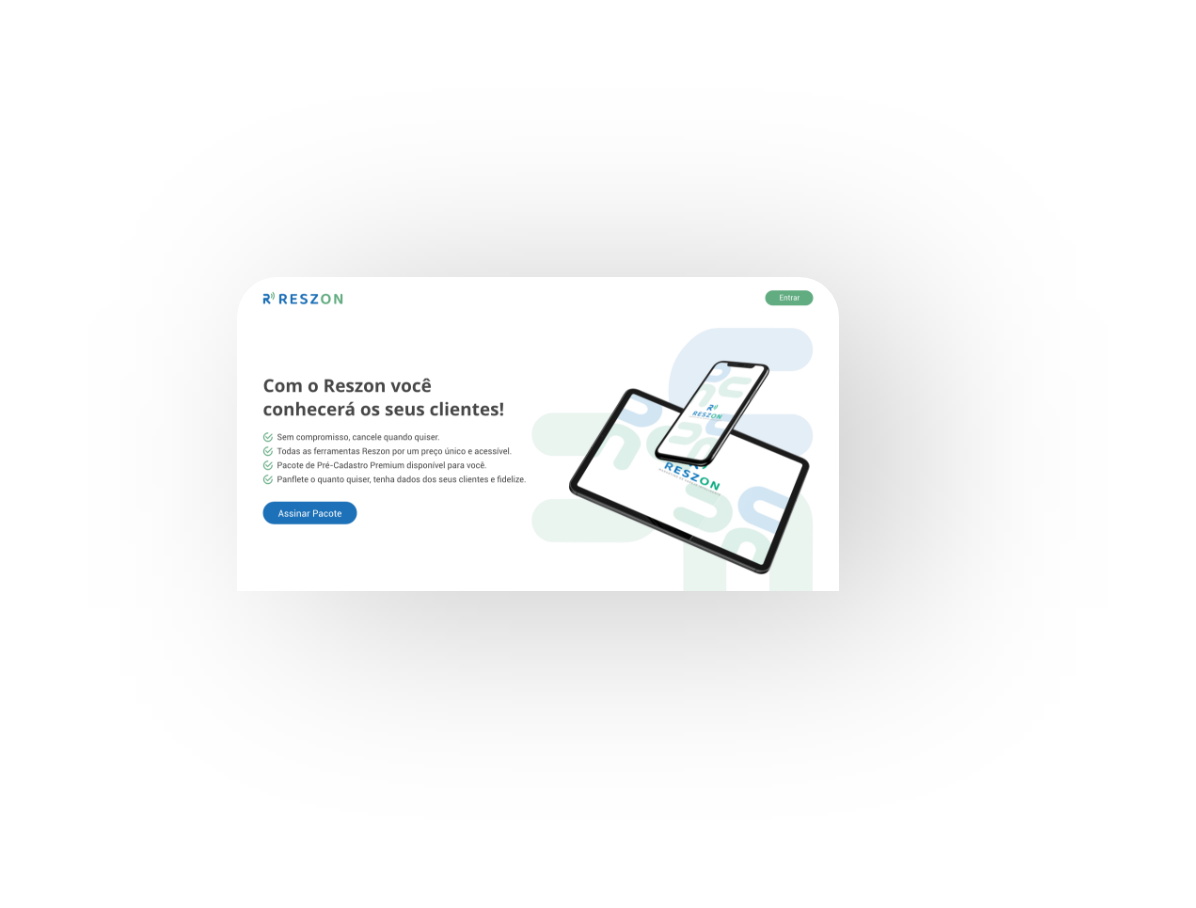 RESZON
Entrar
Com o Reszon você
conhecerá os seus clientes!
Sem compromisso, cancele quando quiser.
Todas as ferramentas Reszon por um preço único e acessível.
Pacote de Pré-Cadastro Premium disponível para você.
Panflete o quanto quiser, tenha dados dos seus clientes e fidelize.
Assinar Pacote
RESZON
RESZON